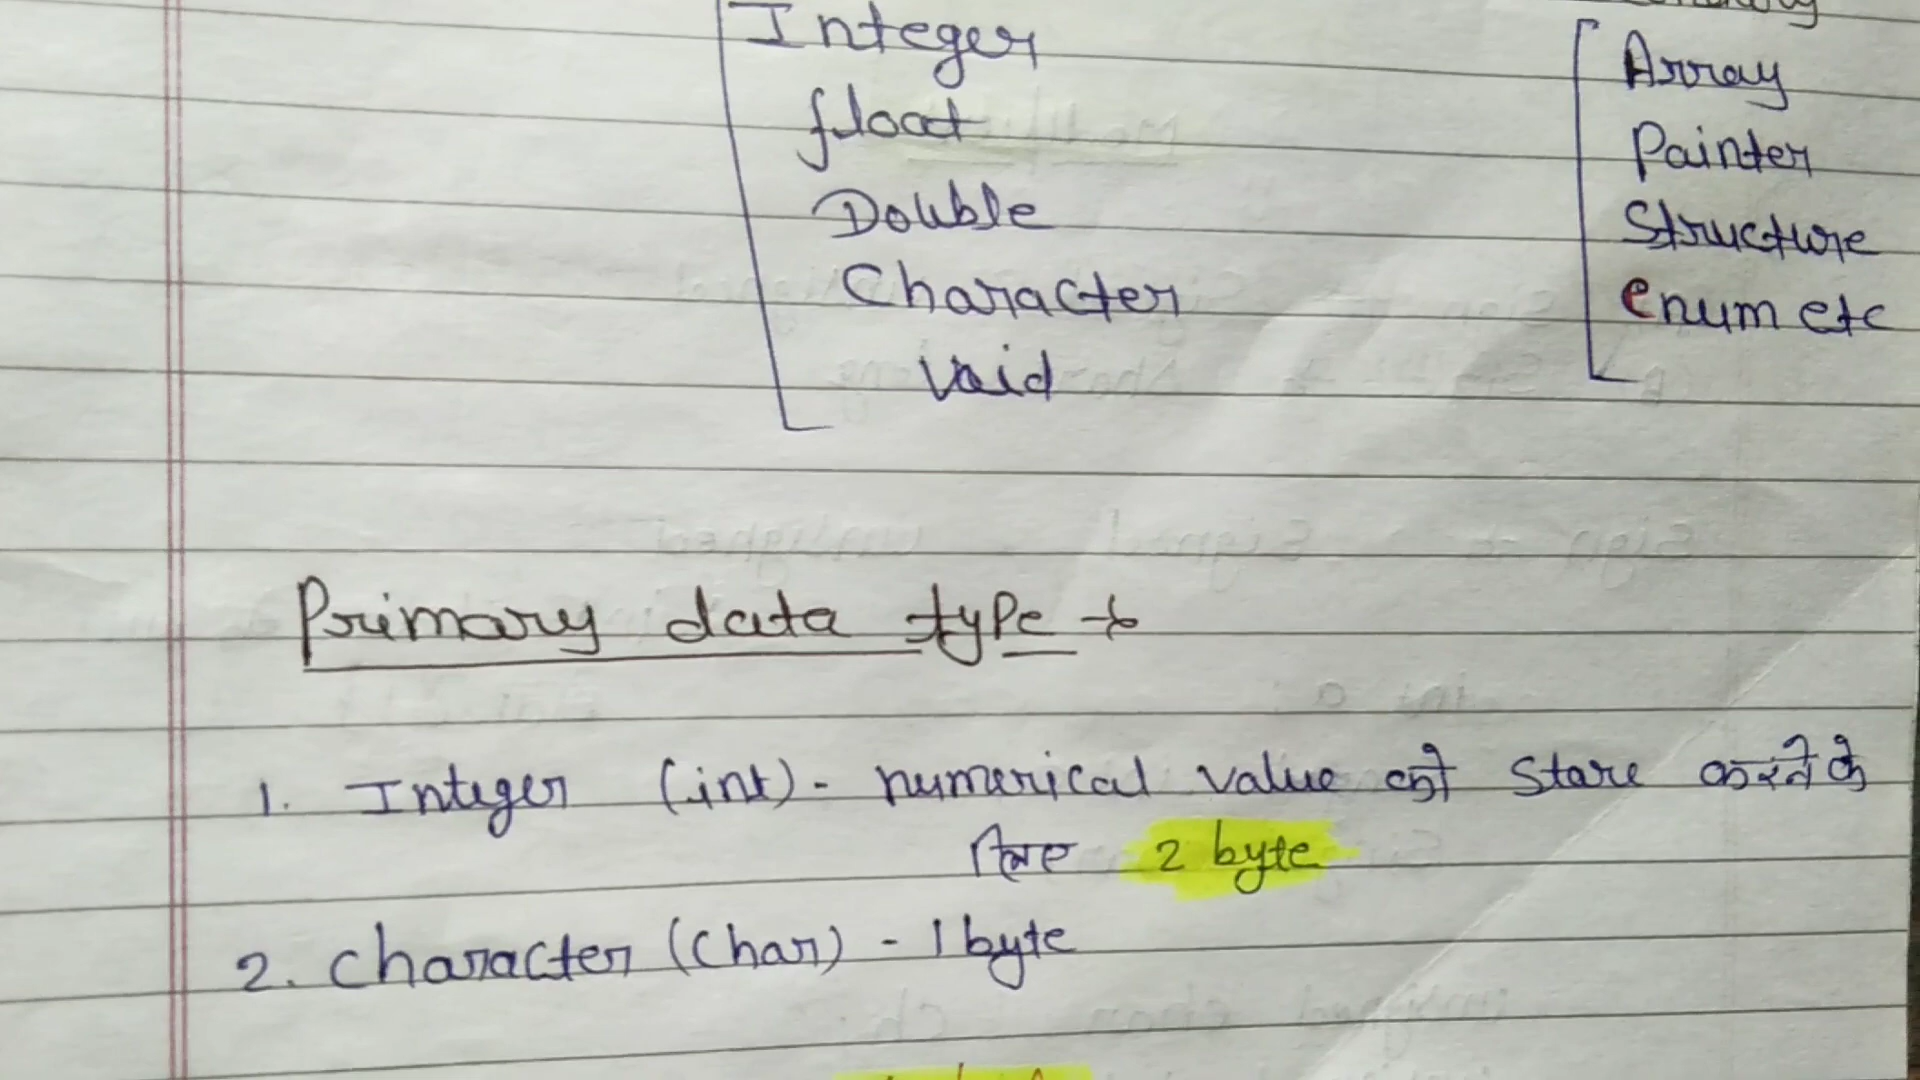 Integer
float
Double
Character
Void
Array
Pointer
Structure
enum etc
Primary data type →
1. Integer (int) - numerical value को Store करने के
लिए 2 byte
2. Character (Char) - 1 byte